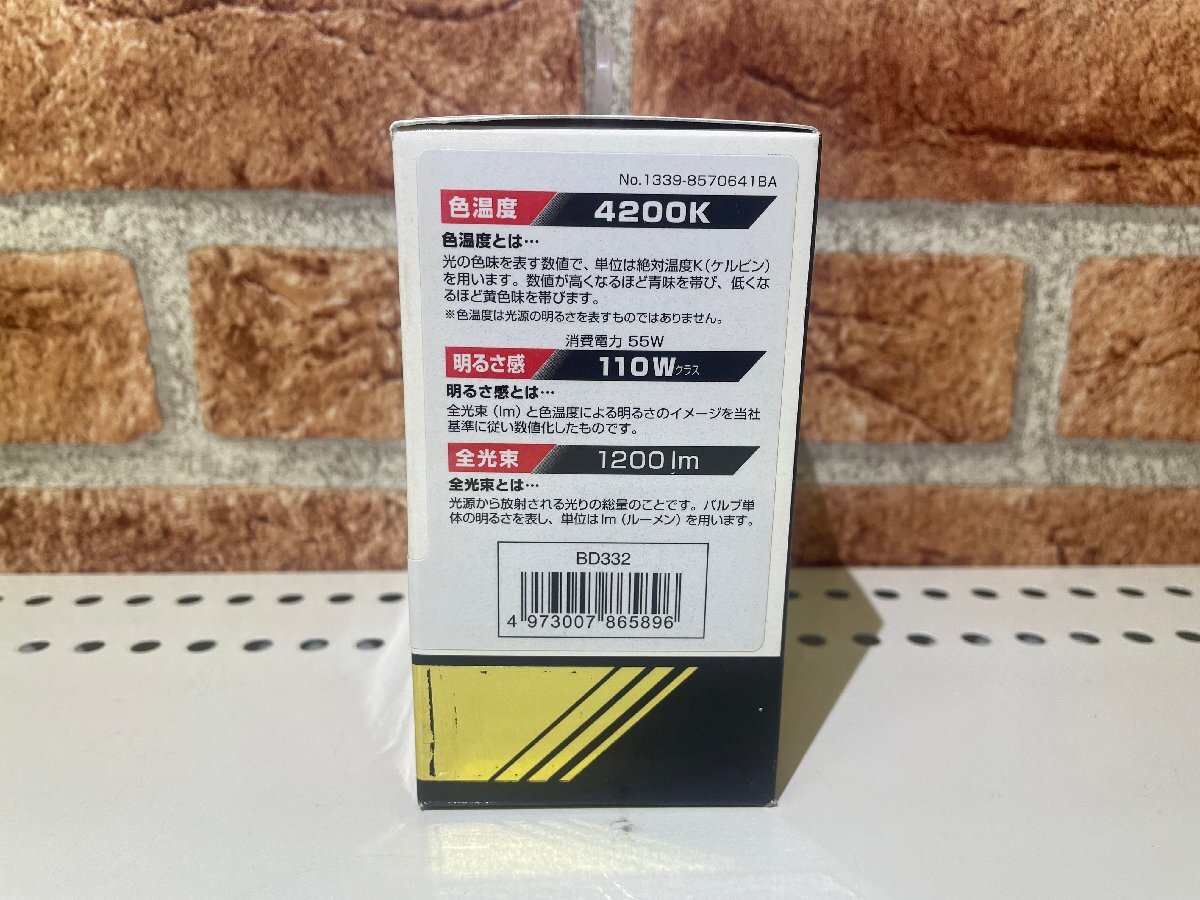 No.1339-8570641BA
色温度 4200K
色温度とは…
光の色味を表す数値で、単位は絶対温度K(ケルビン)
を用います。数値が高くなるほど青味を帯び、低くな
るほど黄色味を帯びます。
※色温度は光源の明るさを表すものではありません。
消費電力 55W
明るさ感 110Wクラス
明るさ感とは…
全光束(lm)と色温度による明るさのイメージを当社
基準に従い数値化したものです。
全光束 1200lm
全光束とは…
光源から放射される光りの総量のことです。バルブ単
体の明るさを表し、単位はlm(ルーメン)を用います。
BD332
4 973007 865896